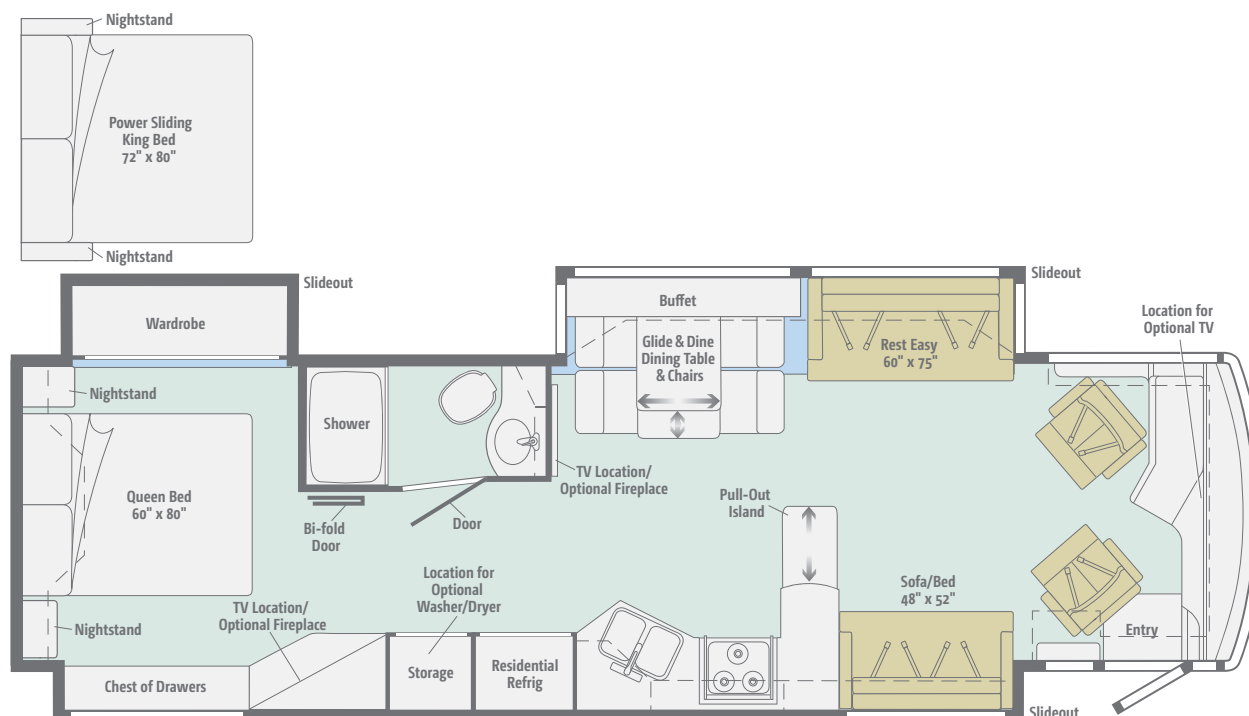 Nightstand
Power Sliding
King Bed
72" x 80"
Nightstand
Slideout
Slideout
Wardrobe
Buffet
Location for
Optional TV
Glide & Dine
Dining Table
& Chairs
Rest Easy
60" x 75"
Nightstand
Shower
TV Location/
Optional Fireplace
Queen Bed
60" x 80"
Pull-Out
Island
Bi-fold
Door
Door
Location for
Optional
Washer/Dryer
Sofa/Bed
48" x 52"
TV Location/
Optional Fireplace
Nightstand
Entry
Chest of Drawers
Storage
Residential
Refrig
Slideout